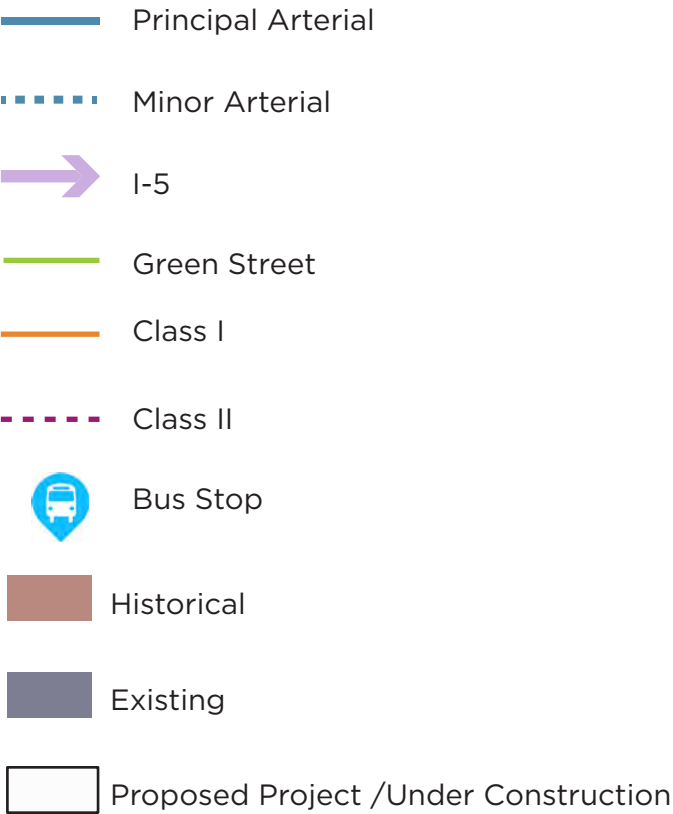 Principal Arterial
Minor Arterial
I-5
Green Street
Class I
Class II
Bus Stop
Historical
Existing
Proposed Project /Under Construction